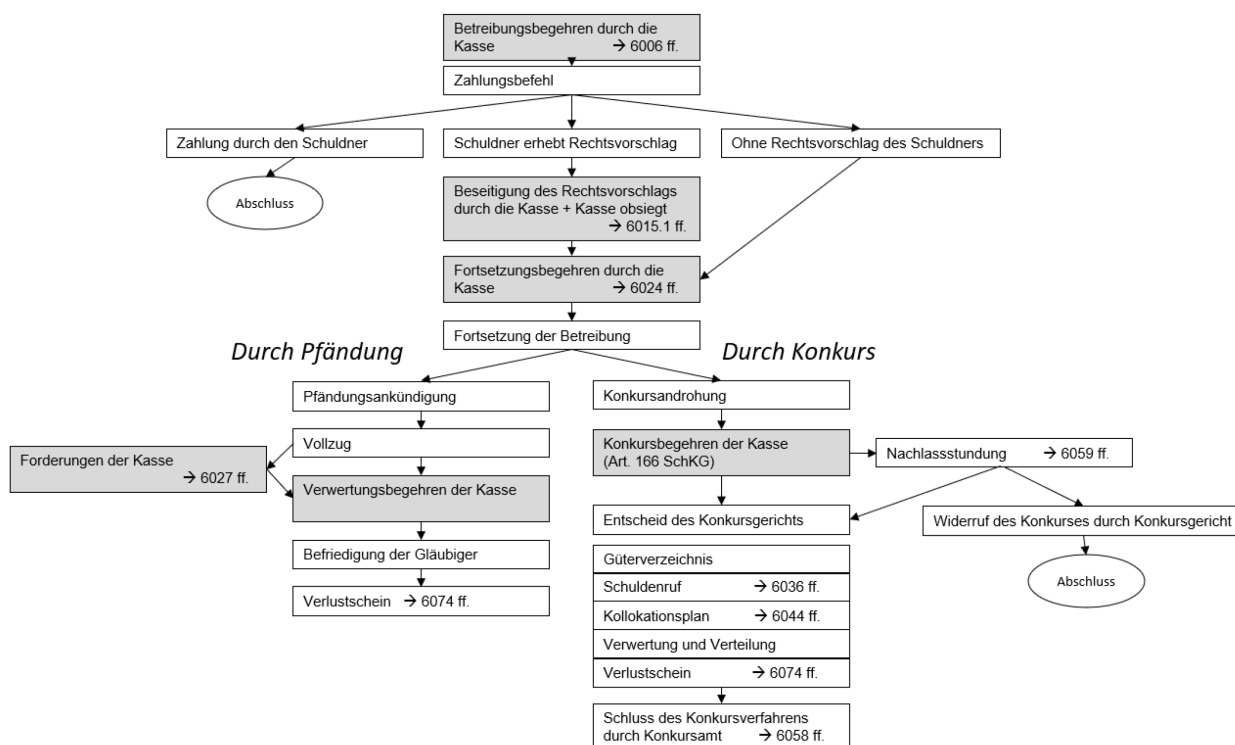 Betreibungsbegehren durch die
Kasse → 6006 ff.
Zahlungsbefehl
Zahlung durch den Schuldner
Schuldner erhebt Rechtsvorschlag
Ohne Rechtsvorschlag des Schuldners
Abschluss
Beseitigung des Rechtsvorschlags
durch die Kasse + Kasse obsiegt
→ 6015.1 ff.
Fortsetzungsbegehren durch die
Kasse → 6024 ff.
Fortsetzung der Betreibung
Durch Pfändung
Pfändungsankündigung
Vollzug
Forderungen der Kasse
→ 6027 ff.
Verwertungsbegehren der Kasse
Befriedigung der Gläubiger
Verlustschein → 6074 ff.
Durch Konkurs
Konkursandrohung
Konkursbegehren der Kasse
(Art. 166 SchKG)
Nachlassstundung → 6059 ff.
Entscheid des Konkursgerichts
Widerruf des Konkurses durch Konkursgericht
Abschluss
Güterverzeichnis
Schuldenruf → 6036 ff.
Kollokationsplan → 6044 ff.
Verwertung und Verteilung
Verlustschein → 6074 ff.
Schluss des Konkursverfahrens
durch Konkursamt → 6058 ff.